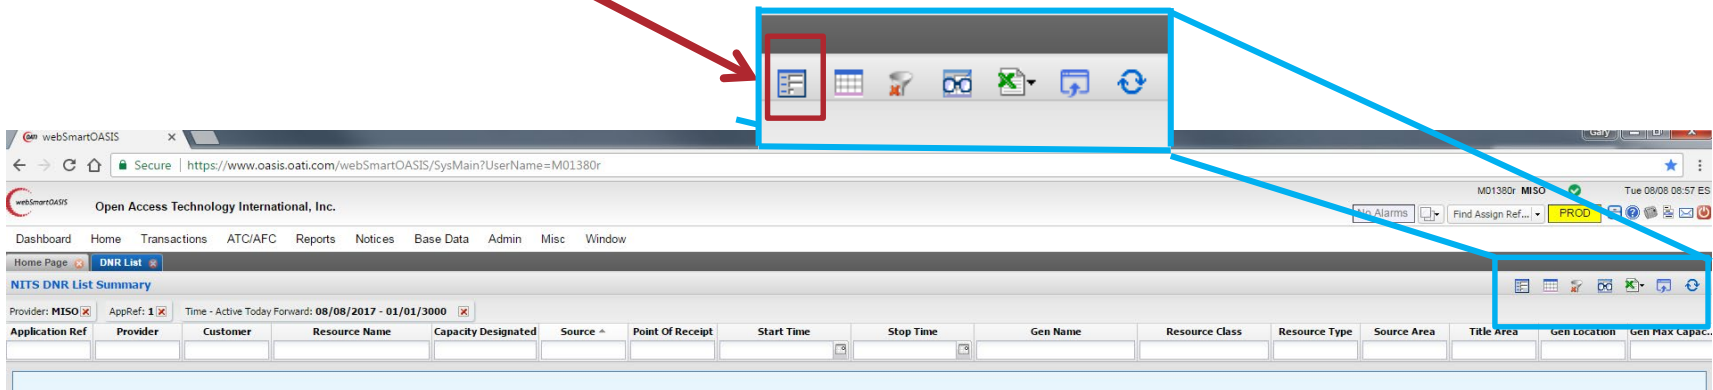 OATI webSmartOASIS
Gary
Secure | https://www.oasis.oati.com/webSmartOASIS/SysMain?UserName=M01380r
webSmartOASIS
Open Access Technology International, Inc.
M01380r MISO
Tue 08/08 08:57 ES
No Alarms
Find Assign Ref...
PROD
Dashboard Home Transactions ATC/AFC Reports Notices Base Data Admin Misc Window
Home Page DNR List
NITS DNR List Summary
Provider: MISO AppRef: 1 Time - Active Today Forward: 08/08/2017 - 01/01/3000
Application Ref Provider Customer Resource Name Capacity Designated Source Point Of Receipt Start Time Stop Time Gen Name Resource Class Resource Type Source Area Title Area Gen Location Gen Max Capac..